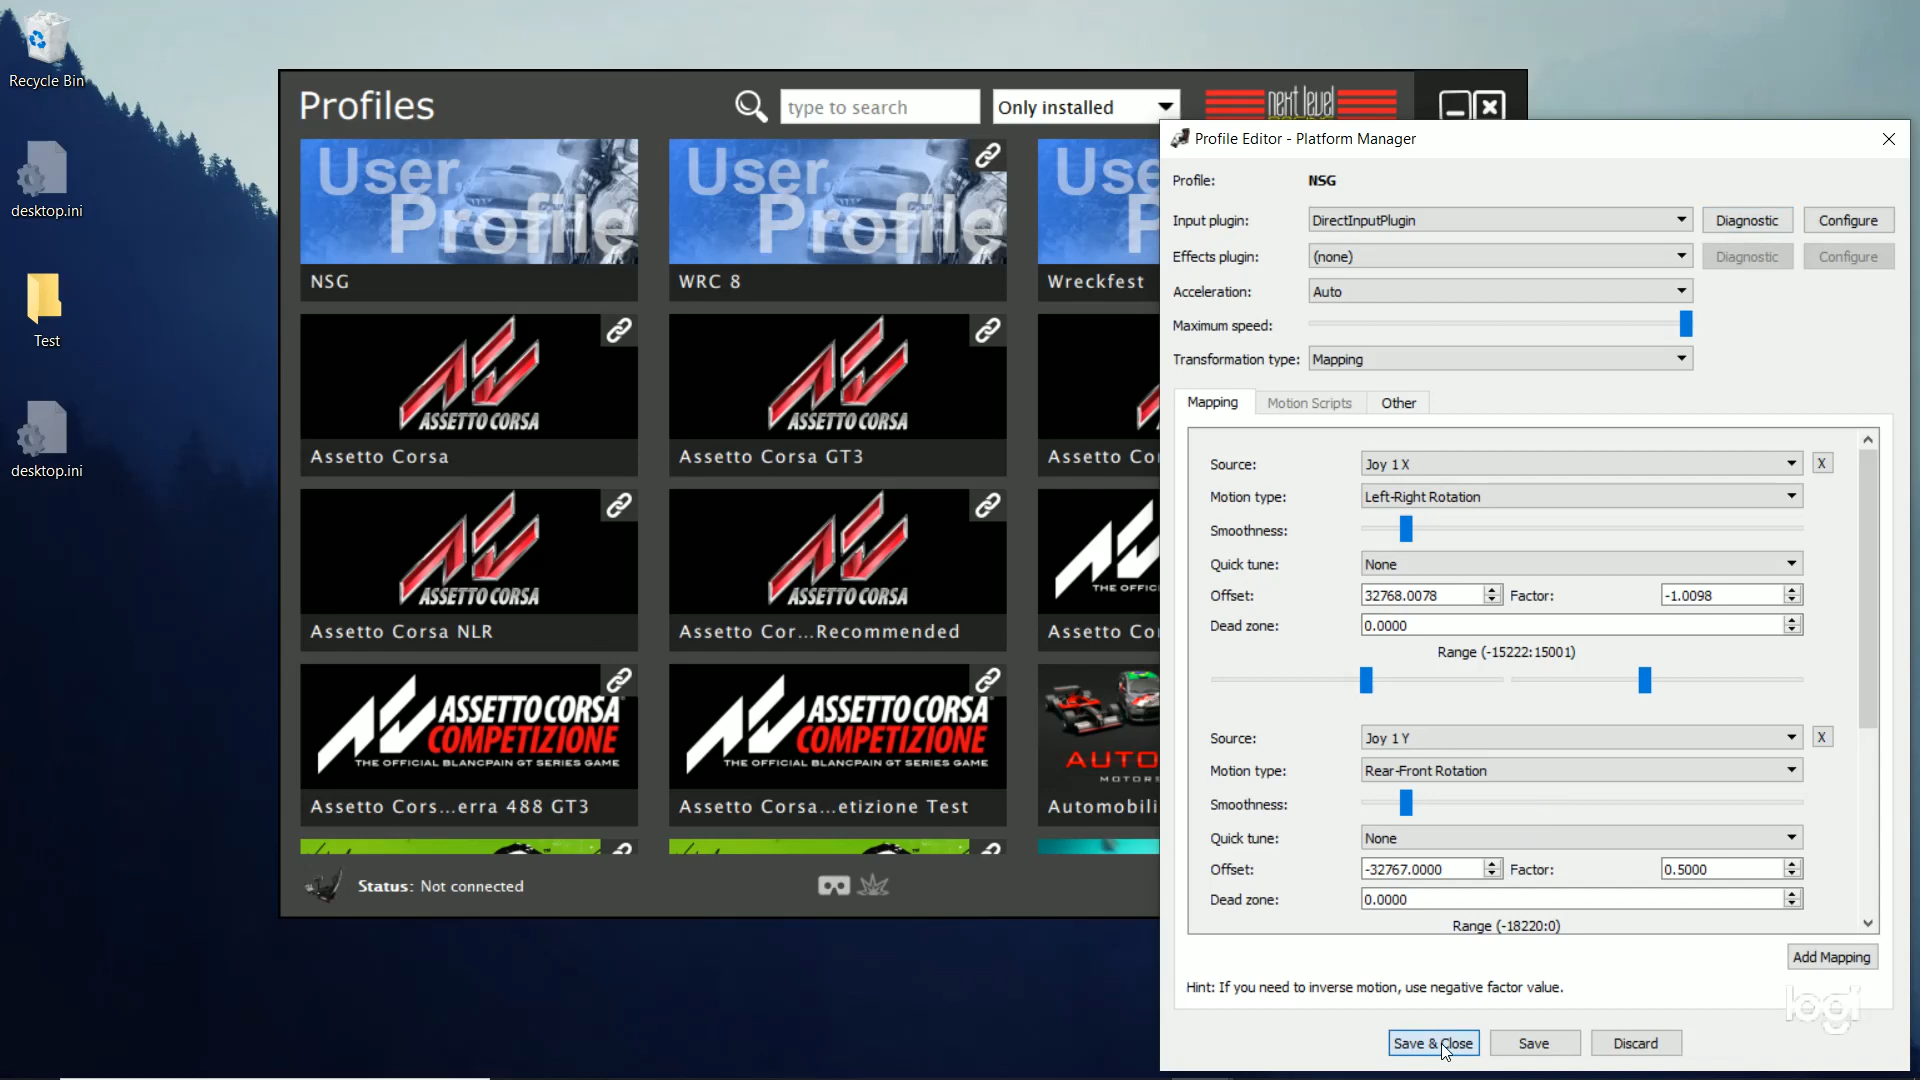 Recycle Bin
desktop.ini
Test
desktop.ini
Profiles
type to search
Only installed
next level
User Profile
NSG
User Profile
WRC 8
Use
P
Wreckfest
ASSETTO CORSA
Assetto Corsa
ASSETTO CORSA
Assetto Corsa GT3
Assetto Co
ASSETTO CORSA
Assetto Corsa NLR
ASSETTO CORSA
Assetto Cor...Recommended
THE OFFIC
Assetto Co
ASSETTO CORSA
COMPETIZIONE
THE OFFICIAL BLANCPAIN GT SERIES GAME
Assetto Cors...erra 488 GT3
ASSETTO CORSA
COMPETIZIONE
THE OFFICIAL BLANCPAIN GT SERIES GAME
Assetto Corsa...etizione Test
AUTO
MOTORS
Automobili
Status: Not connected
Profile Editor - Platform Manager
Profile: NSG
Input plugin: DirectInputPlugin Diagnostic Configure
Effects plugin: (none) Diagnostic Configure
Acceleration: Auto
Maximum speed:
Transformation type: Mapping
Mapping Motion Scripts Other
Source: Joy 1 X X
Motion type: Left-Right Rotation
Smoothness:
Quick tune: None
Offset: 32768.0078 Factor: -1.0098
Dead zone: 0.0000
Range (-15222:15001)
Source: Joy 1 Y X
Motion type: Rear-Front Rotation
Smoothness:
Quick tune: None
Offset: -32767.0000 Factor: 0.5000
Dead zone: 0.0000
Range (-18220:0)
Add Mapping
Hint: If you need to inverse motion, use negative factor value.
logi
Save & Close Save Discard